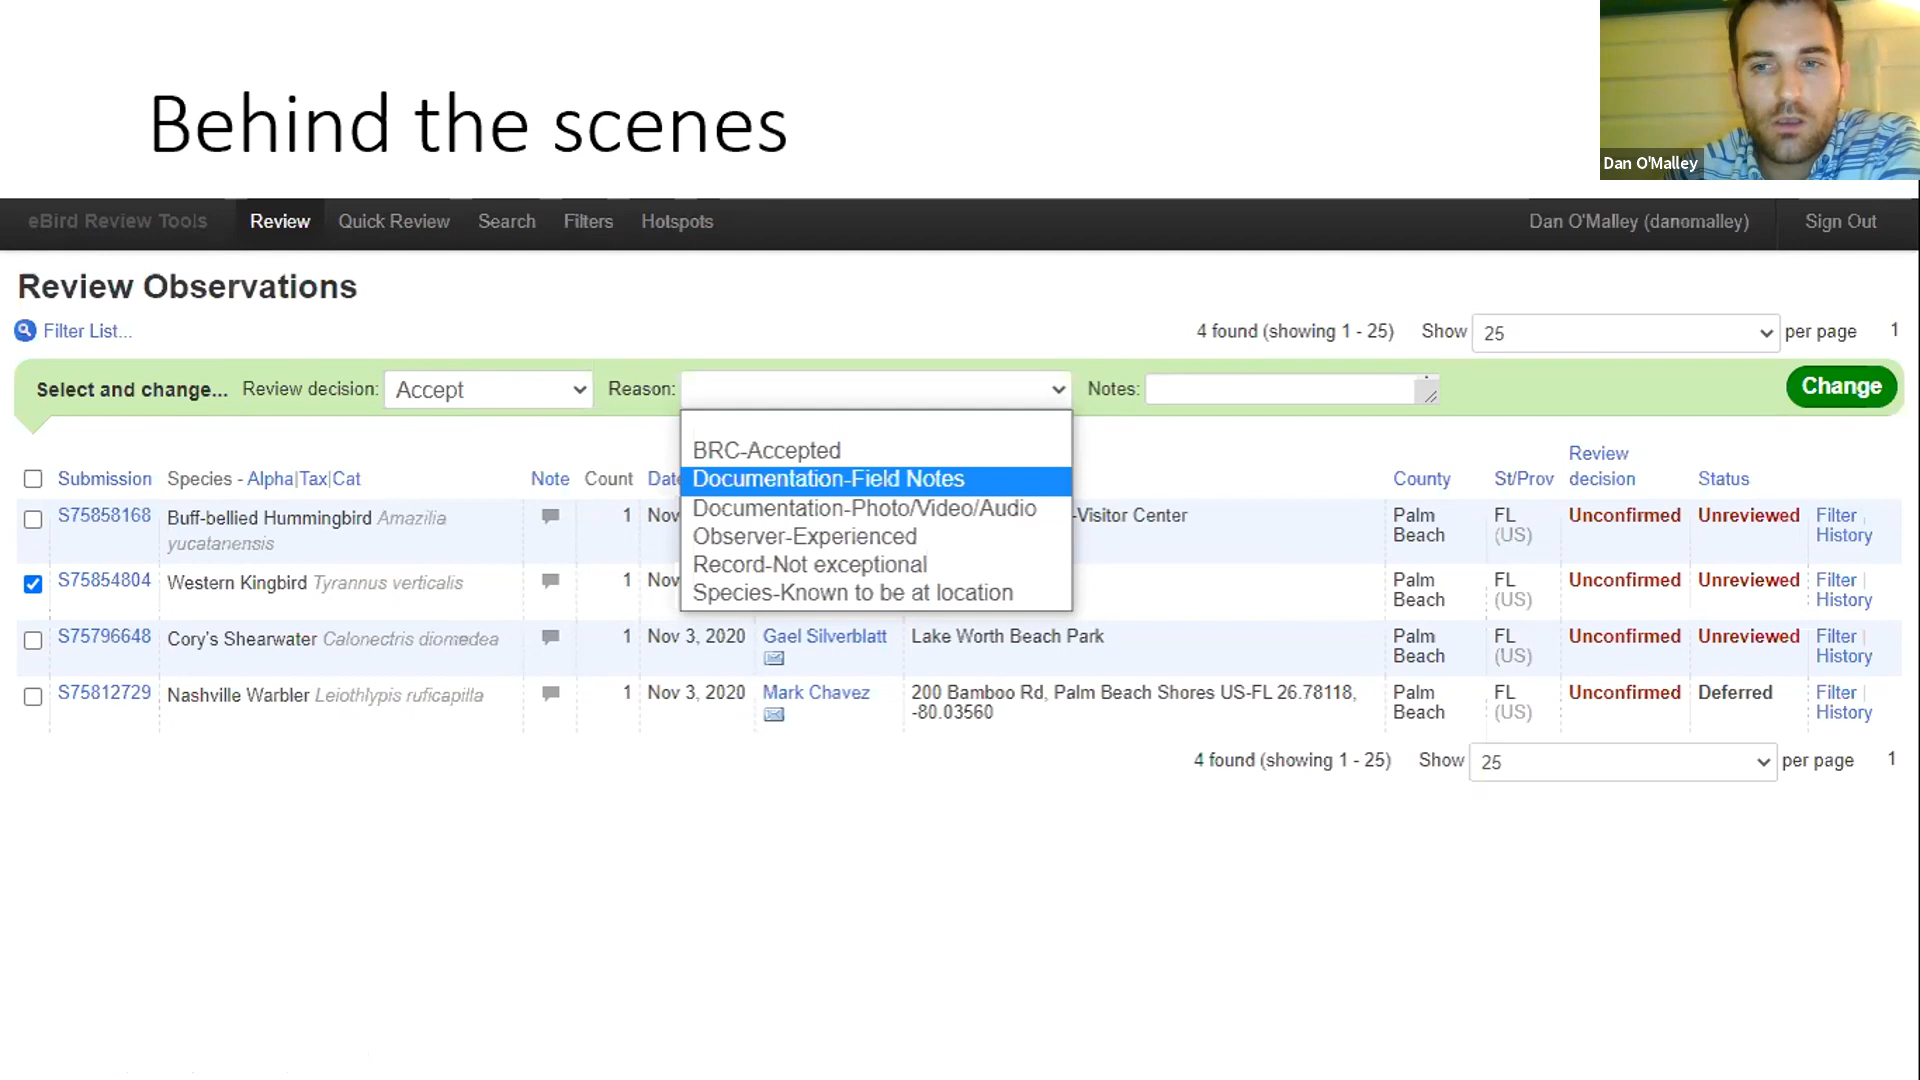 Behind the scenes
Dan O'Malley
eBird Review Tools Review Quick Review Search Filters Hotspots Dan O'Malley (danomalley) Sign Out
Review Observations
Filter List... 4 found (showing 1 - 25) Show 25 per page 1
Select and change... Review decision: Accept Reason: Notes: Change
BRC-Accepted
Documentation-Field Notes
Documentation-Photo/Video/Audio
Observer-Experienced
Record-Not exceptional
Species-Known to be at location
Submission Species - Alpha|Tax|Cat Note Count Date County St/Prov Review decision Status
S75858168 Buff-bellied Hummingbird Amazilia 1 Nov -Visitor Center Palm FL Unconfirmed Unreviewed Filter
yucatanensis Beach (US) History
S75854804 Western Kingbird Tyrannus verticalis 1 Nov Palm FL Unconfirmed Unreviewed Filter |
Beach (US) History
S75796648 Cory's Shearwater Calonectris diomedea 1 Nov 3, 2020 Gael Silverblatt Lake Worth Beach Park Palm FL Unconfirmed Unreviewed Filter |
Beach (US) History
S75812729 Nashville Warbler Leiothlypis ruficapilla 1 Nov 3, 2020 Mark Chavez 200 Bamboo Rd, Palm Beach Shores US-FL 26.78118, Palm FL Unconfirmed Deferred Filter |
-80.03560 Beach (US) History
4 found (showing 1 - 25) Show 25 per page 1